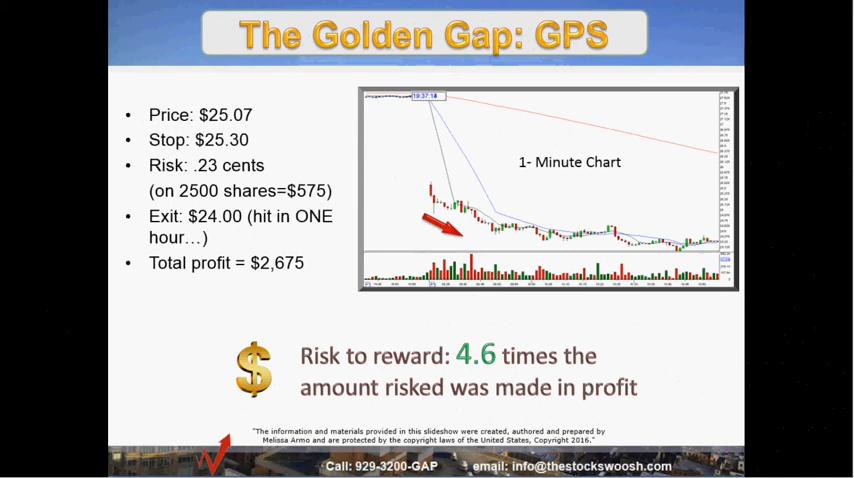 The Golden Gap: GPS
• Price: $25.07
• Stop: $25.30
• Risk: .23 cents
(on 2500 shares=$575)
• Exit: $24.00 (hit in ONE
hour…)
• Total profit = $2,675
19:37:18
1- Minute Chart
$
Risk to reward: 4.6 times the
amount risked was made in profit
"The information and materials provided in this slideshow were created, authored and prepared by
Melissa Armo and are protected by the copyright laws of the United States, Copyright 2016."
Call: 929-3200-GAP email: info@thestockswoosh.com